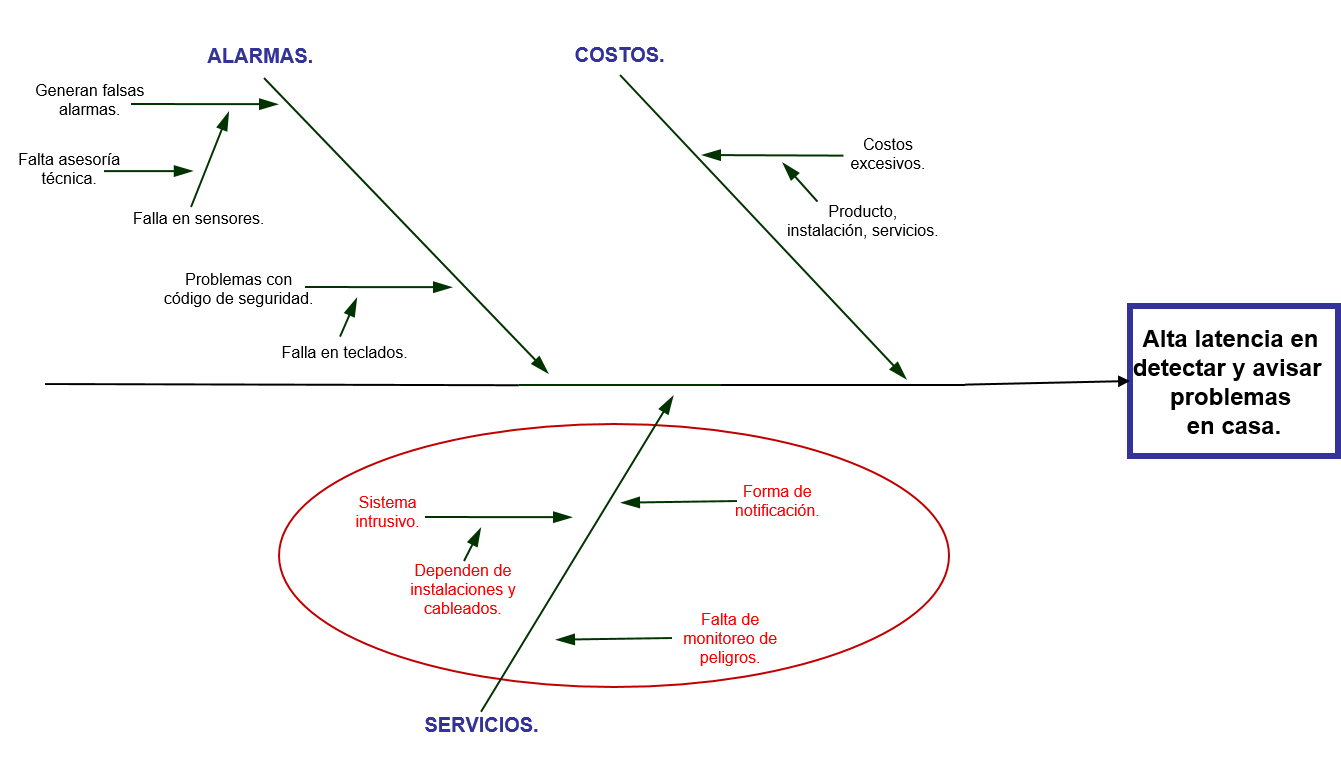 ALARMAS.
COSTOS.
Generan falsas
alarmas.
Falta asesoría
técnica.
Falla en sensores.
Problemas con
código de seguridad.
Falla en teclados.
Costos
excesivos.
Producto,
instalación, servicios.
Alta latencia en
detectar y avisar
problemas
en casa.
Sistema
intrusivo.
Dependen de
instalaciones y
cableados.
Forma de
notificación.
Falta de
monitoreo de
peligros.
SERVICIOS.